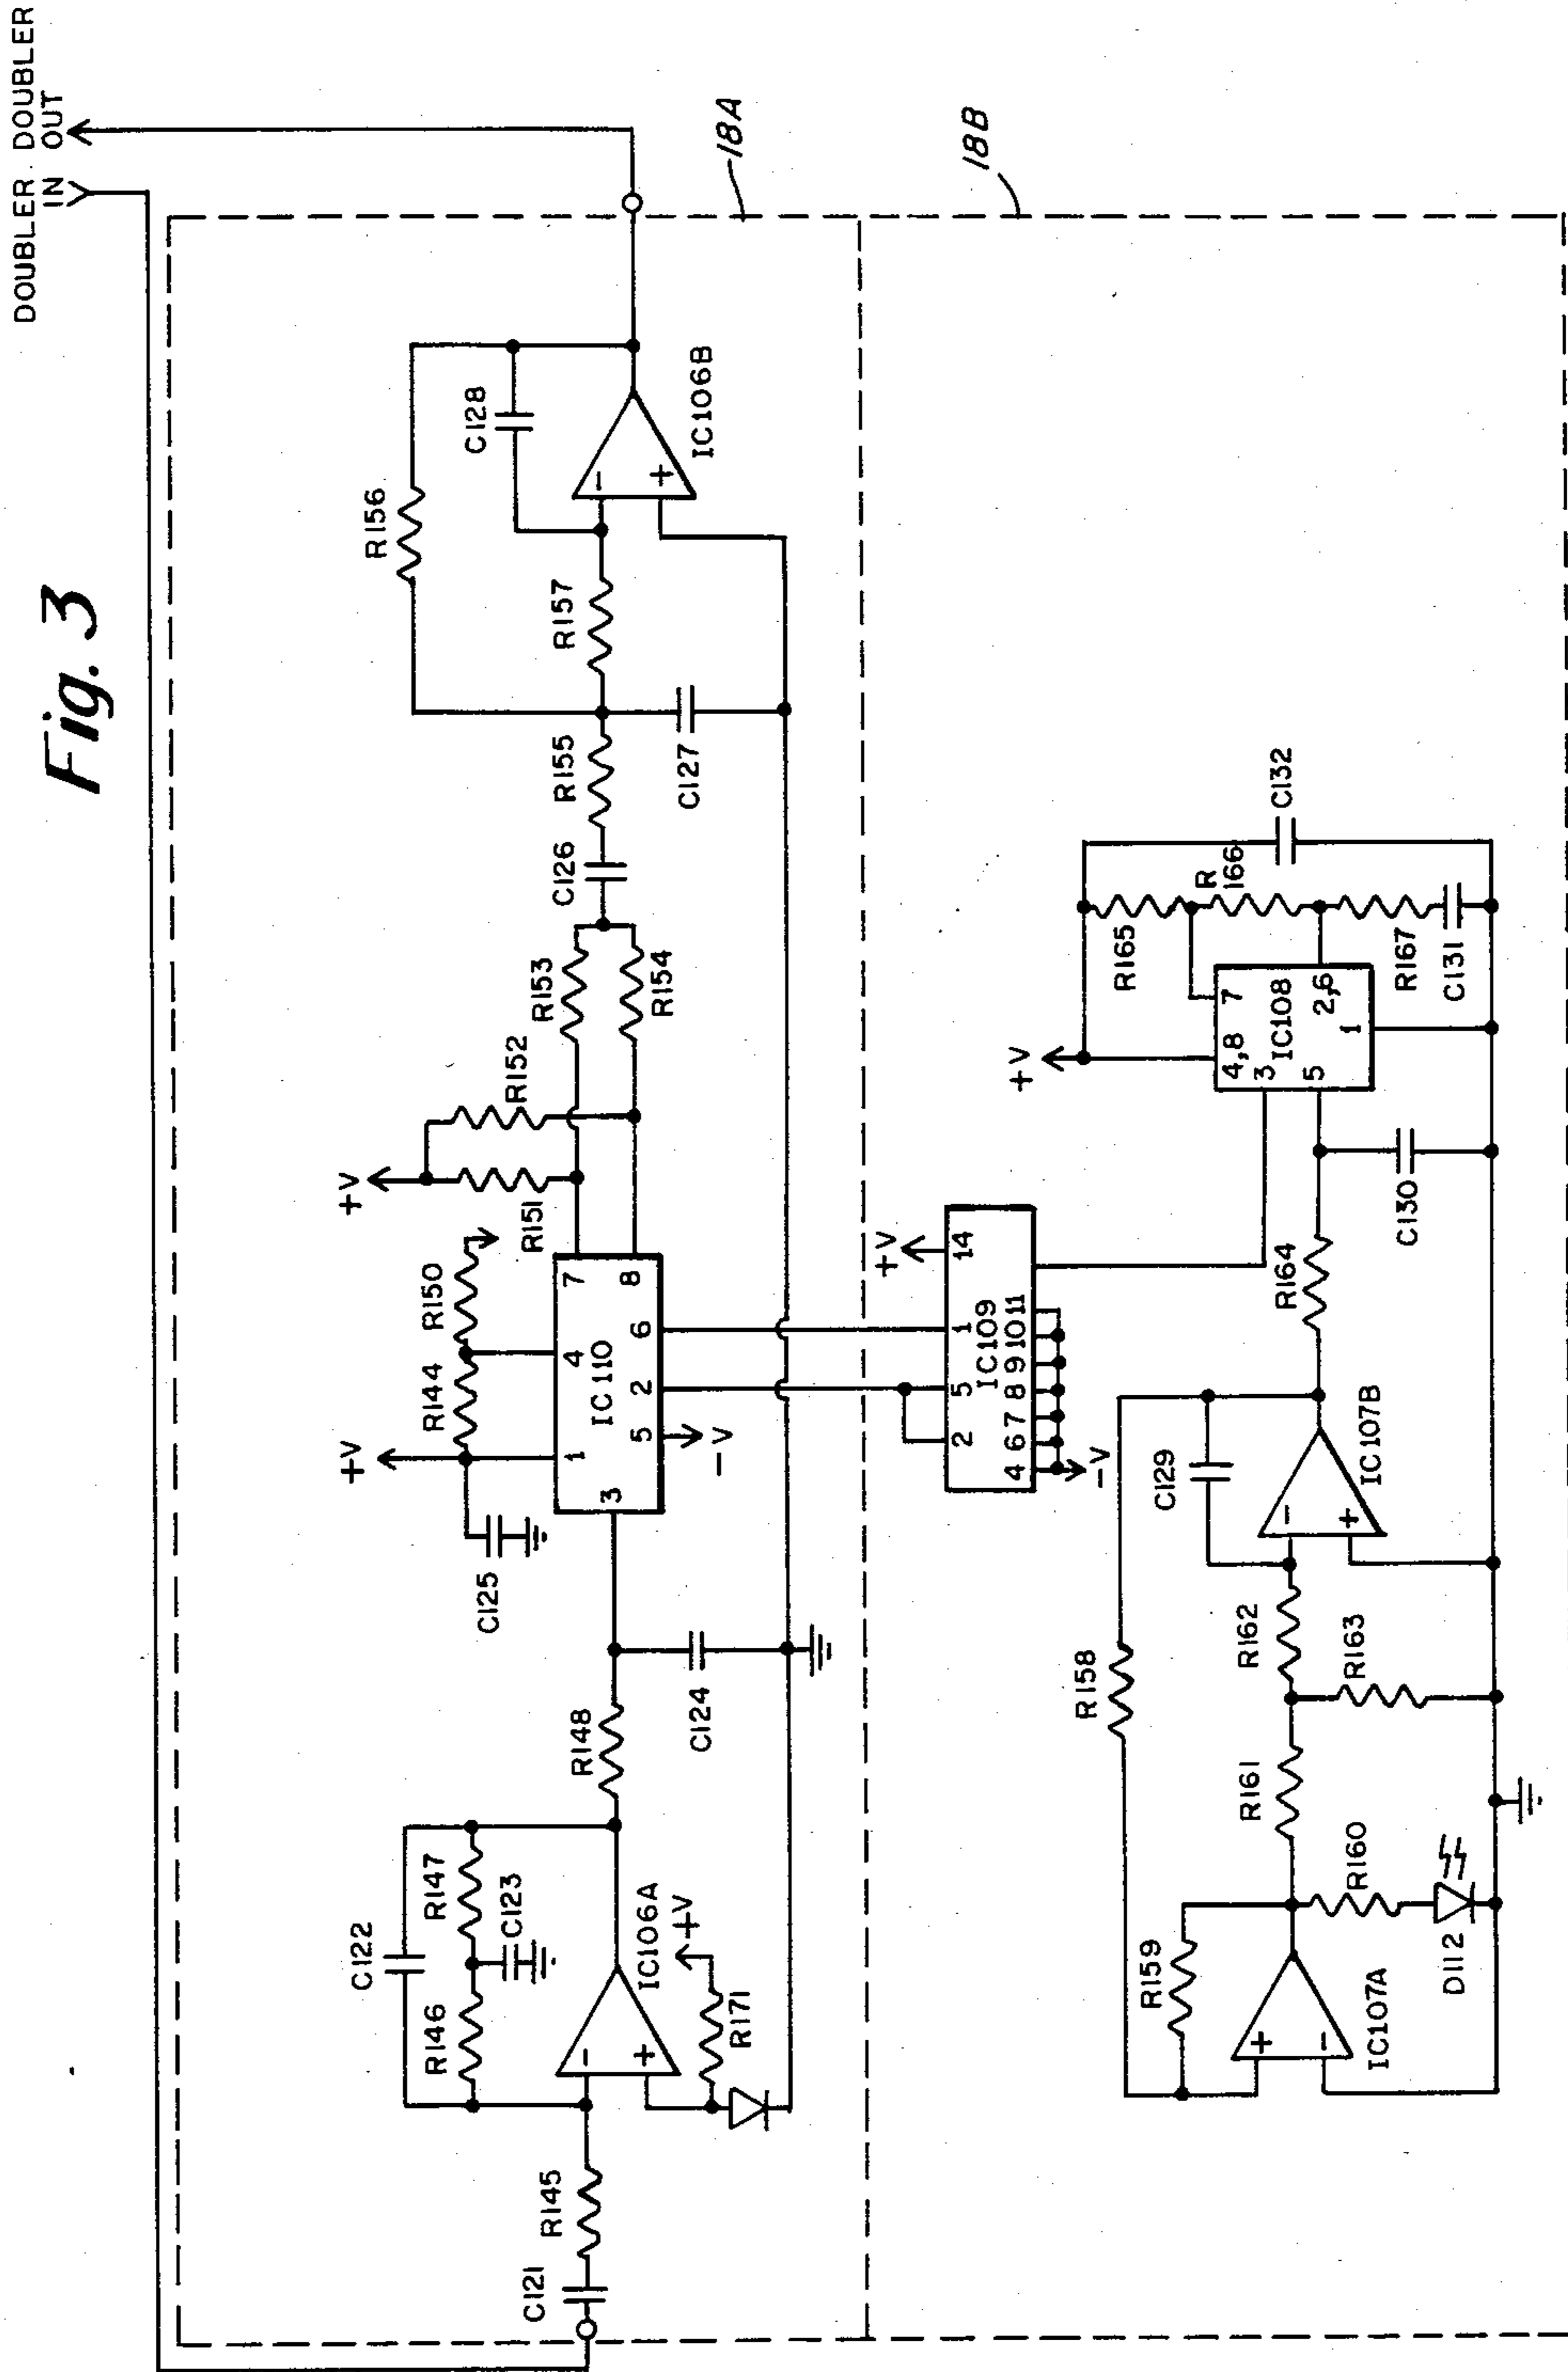 Fig. 3
DOUBLER DOUBLER
IN OUT
18A
18B
C121
R145
C122
R146
R147
C123
IC106A
R171
+V
R148
C124
C125
+V
R144
R150
3
1
4
IC110
7
8
5
2
6
-V
R151
+V
R152
R153
R154
C126
R155
C127
R157
R156
C128
-
+
IC106B
-
+
+V
14
2
5
1
IC109
4
6
7
8
9
10
11
-V
R159
+
-
IC107A
R160
D112
R161
R158
R162
R163
C129
-
+
IC107B
R164
C130
+V
4,8
3
IC108
7
5
2,6
1
R165
R
166
R167
C131
C132